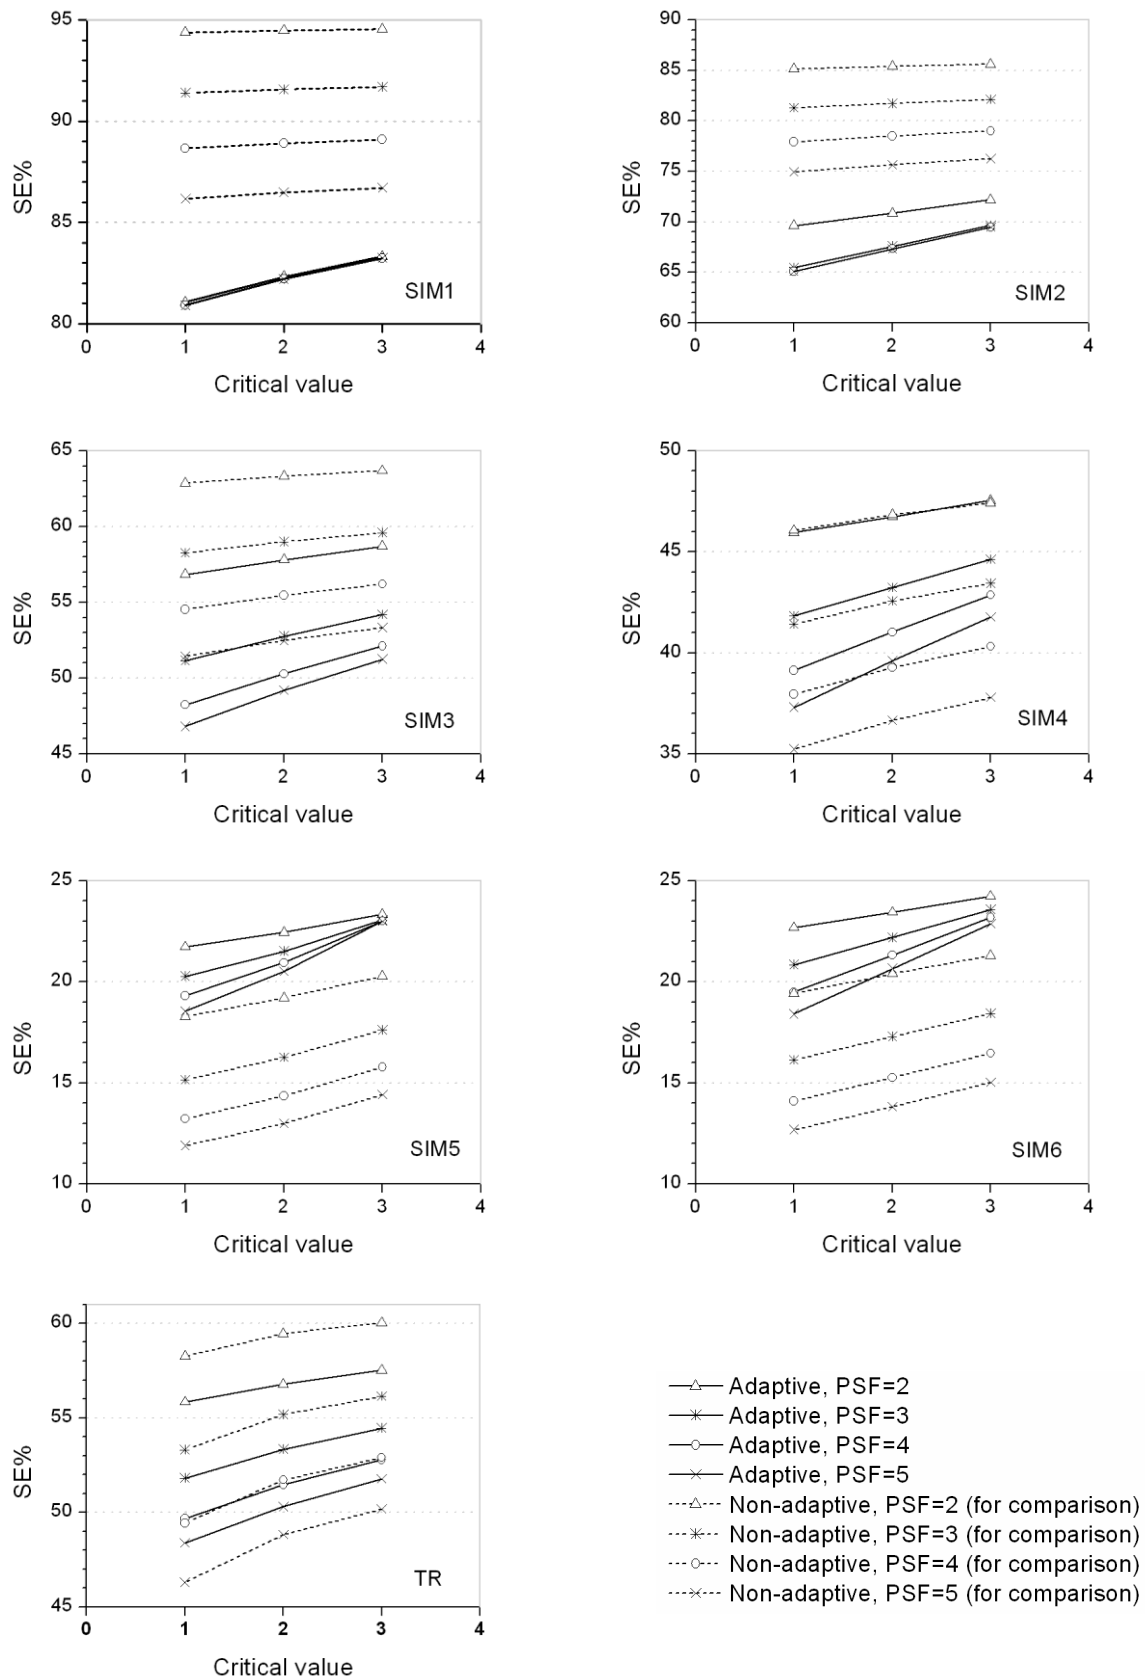 95
90
85
80
SE%
0 1 2 3 4
Critical value
SIM1
90
85
80
75
70
65
60
SE%
0 1 2 3 4
Critical value
SIM2
65
60
55
50
45
SE%
0 1 2 3 4
Critical value
SIM3
50
45
40
35
SE%
0 1 2 3 4
Critical value
SIM4
25
20
15
10
SE%
0 1 2 3 4
Critical value
SIM5
25
20
15
10
SE%
0 1 2 3 4
Critical value
SIM6
60
55
50
45
SE%
0 1 2 3 4
Critical value
TR
Adaptive, PSF=2
Adaptive, PSF=3
Adaptive, PSF=4
Adaptive, PSF=5
Non-adaptive, PSF=2 (for comparison)
Non-adaptive, PSF=3 (for comparison)
Non-adaptive, PSF=4 (for comparison)
Non-adaptive, PSF=5 (for comparison)